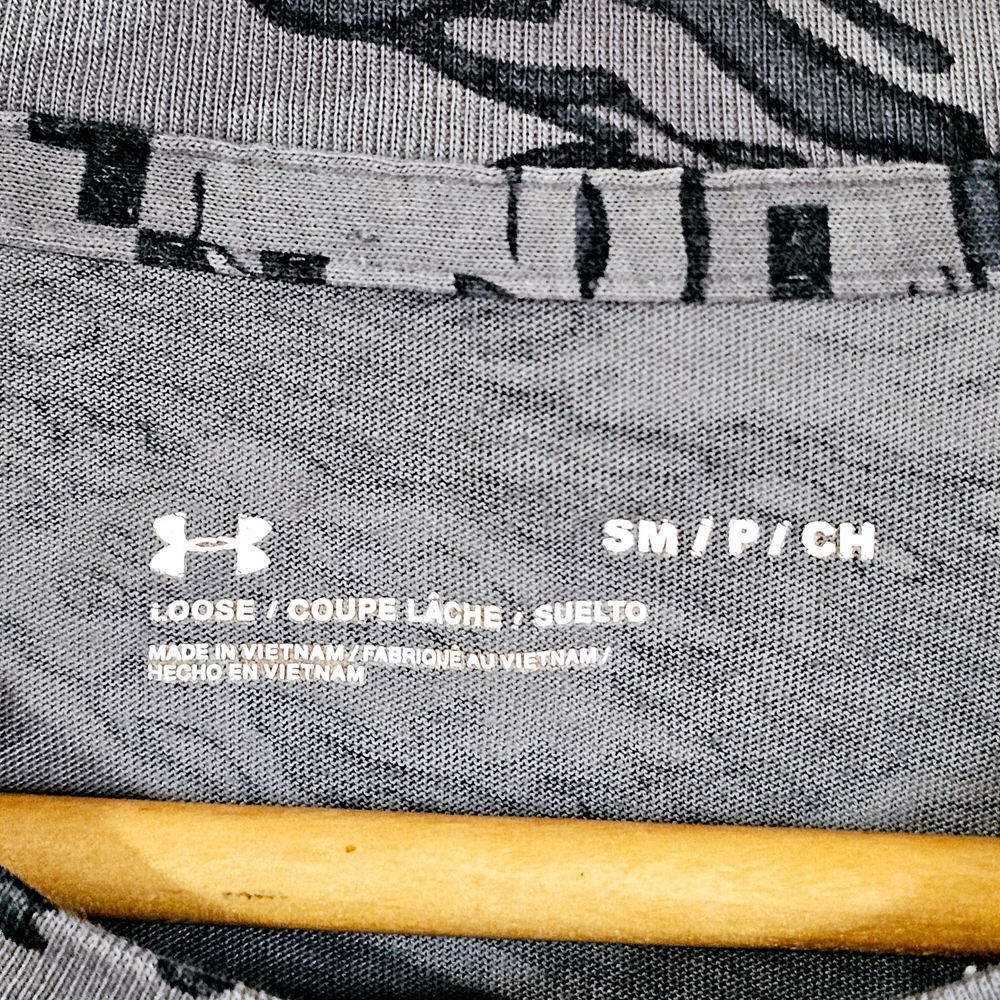 SM / P / CH
LOOSE / COUPE LÂCHE / SUELTO
MADE IN VIETNAM / FABRIQUÉ AU VIETNAM /
HECHO EN VIETNAM